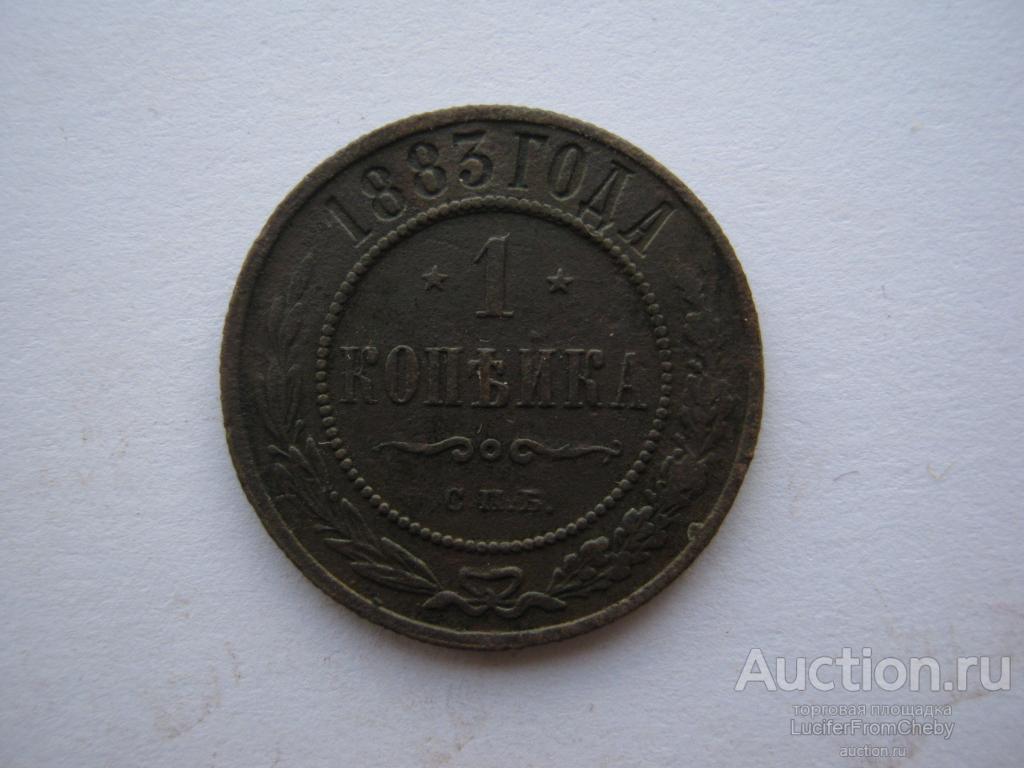 1883 ГОДА
1
КОПѢЙКА
С.П.Б.
Auction.ru
торговая площадка
LuciferFromCheby
auction.ru